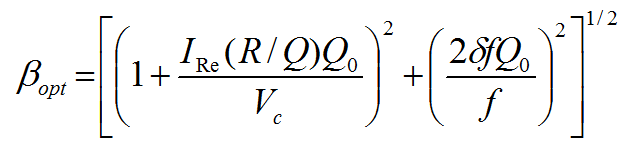 β_opt = [ ( 1 + I_Re (R / Q) Q_0 / V_c )^2 + ( 2δfQ_0 / f )^2 ]^{1/2}